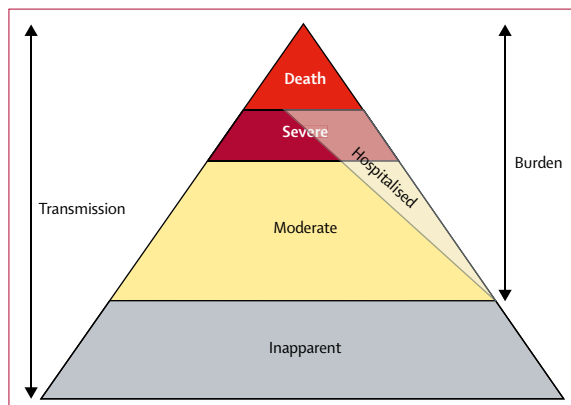 Death
Severe
Hospitalised
Burden
Transmission
Moderate
Inapparent